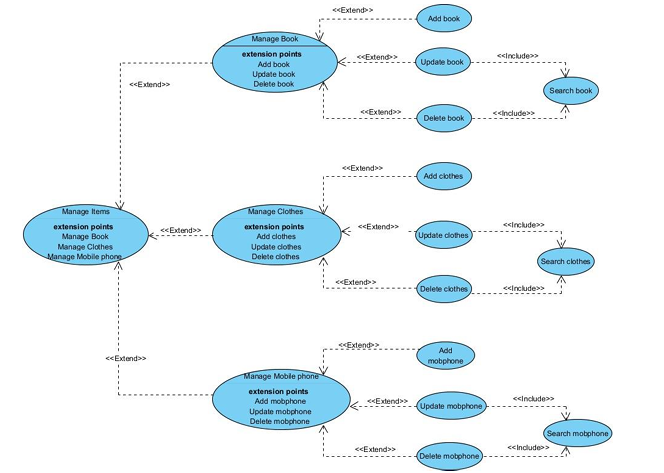 <<Extend>>
Add book
Manage Book
extension points
Add book
Update book
Delete book
<<Extend>>
Update book
<<Include>>
<<Extend>>
Search book
<<Extend>>
Delete book
<<Include>>
<<Extend>>
Add clothes
Manage Items
extension points
Manage Book
Manage Clothes
Manage Mobile phone
<<Extend>>
Manage Clothes
extension points
Add clothes
Update clothes
Delete clothes
<<Extend>>
Update clothes
<<Include>>
Search clothes
<<Extend>>
Delete clothes
<<Include>>
<<Extend>>
Add
mobphone
<<Extend>>
Manage Mobile phone
extension points
Add mobphone
Update mobphone
Delete mobphone
<<Extend>>
Update mobphone
<<Include>>
Search mobphone
<<Extend>>
Delete mobphone
<<Include>>